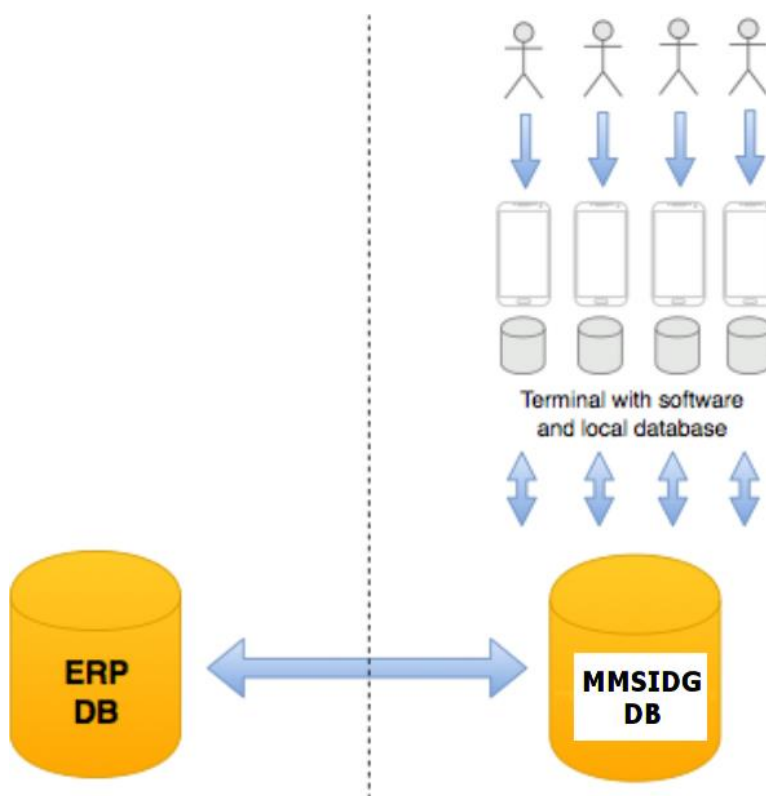 Terminal with software
and local database
ERP
DB
MMSIDG
DB